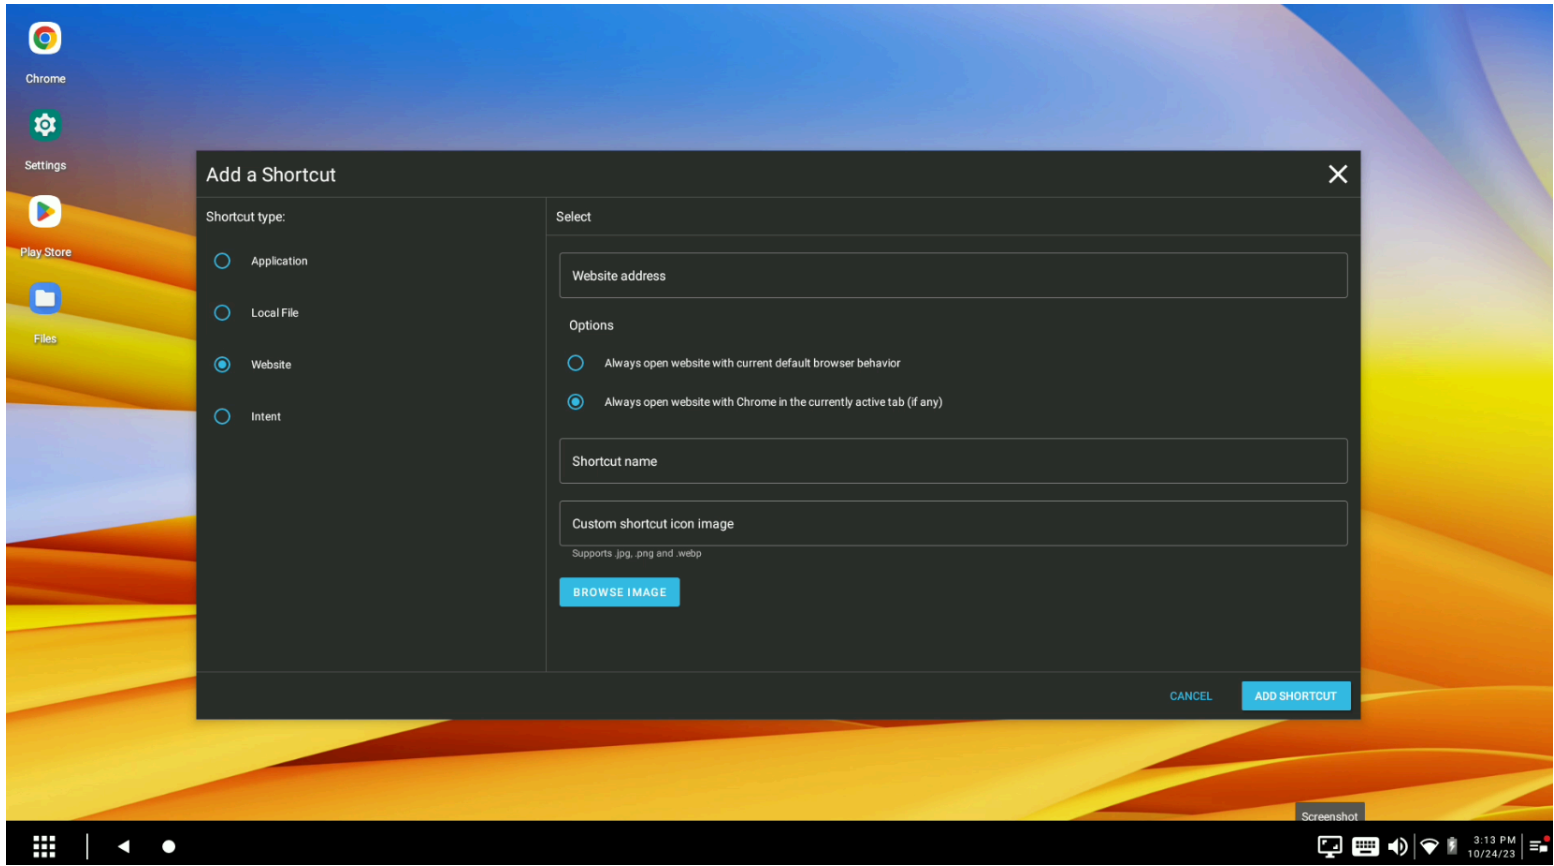 Chrome
Settings
Play Store
Files
Add a Shortcut
Shortcut type:
Application
Local File
Website
Intent
Select
Website address
Options
Always open website with current default browser behavior
Always open website with Chrome in the currently active tab (if any)
Shortcut name
Custom shortcut icon image
Supports .jpg, .png and .webp
BROWSE IMAGE
CANCEL
ADD SHORTCUT
Screenshot
3:13 PM
10/24/23